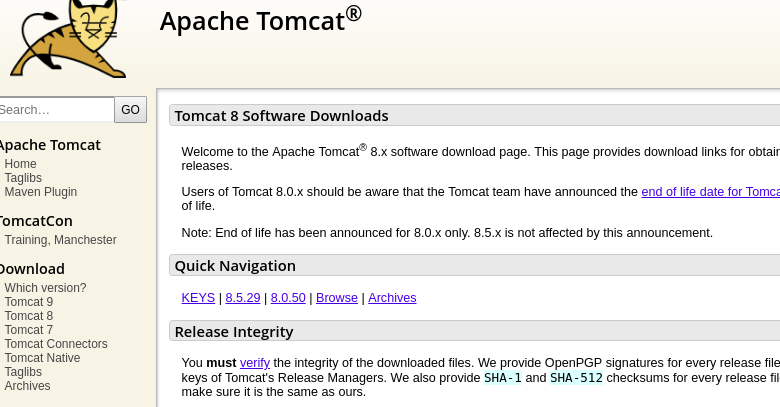 Apache Tomcat®
Search… GO
Apache Tomcat
Home
Taglibs
Maven Plugin
TomcatCon
Training, Manchester
Download
Which version?
Tomcat 9
Tomcat 8
Tomcat 7
Tomcat Connectors
Tomcat Native
Taglibs
Archives
Tomcat 8 Software Downloads
Welcome to the Apache Tomcat® 8.x software download page. This page provides download links for
releases.
Users of Tomcat 8.0.x should be aware that the Tomcat team have announced the end of life date for
of life.
Note: End of life has been announced for 8.0.x only. 8.5.x is not affected by this announcement.
Quick Navigation
KEYS | 8.5.29 | 8.0.50 | Browse | Archives
Release Integrity
You must verify the integrity of the downloaded files. We provide OpenPGP signatures for every release
keys of Tomcat's Release Managers. We also provide SHA-1 and SHA-512 checksums for every release
make sure it is the same as ours.